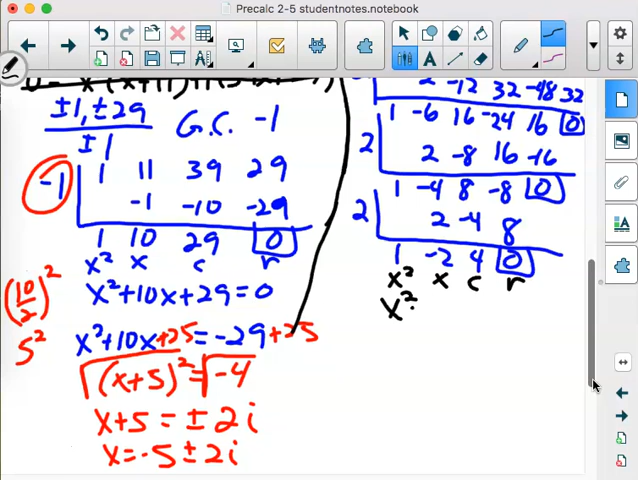 Precalc 2-5 studentnotes.notebook
±1, ±29
±1
G.C. -1
-1 1 11 39 29
-1 -10 -29
1 10 29 0
x² x c r
x²+10x+29=0
(10/2)²
5²
x²+10x+25=-29+25
√(x+5)²=√-4
x+5=±2i
x=-5±2i
2 -12 32 -48 32
1 -6 16 -24 16 0
2 2 -8 16 -16
1 -4 8 -8 0
2 2 -4 8
1 -2 4 0
x² x c r
x²